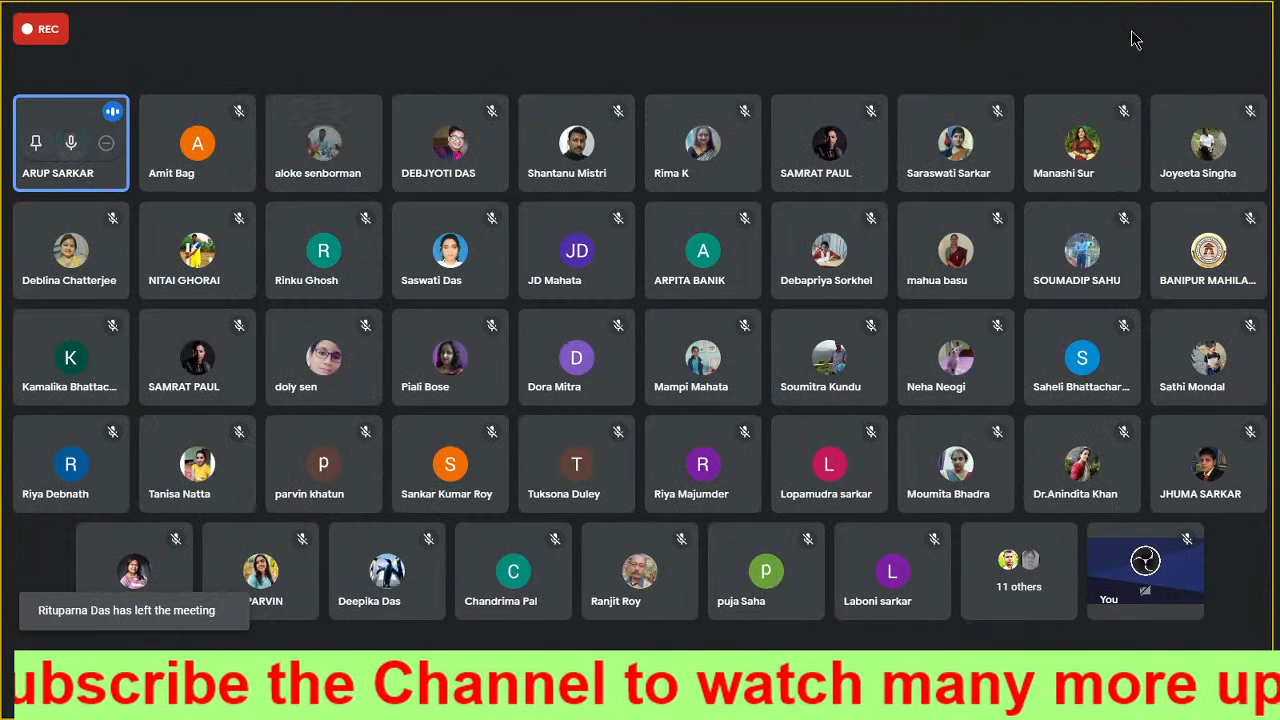 REC
ARUP SARKAR
A
Amit Bag
aloke senborman
DEBJYOTI DAS
Shantanu Mistri
Rima K
SAMRAT PAUL
Saraswati Sarkar
Manashi Sur
Joyeeta Singha
Deblina Chatterjee
NITAI GHORAI
R
Rinku Ghosh
Saswati Das
JD
JD Mahata
A
ARPITA BANIK
Debapriya Sorkhel
mahua basu
SOUMADIP SAHU
BANIPUR MAHILA...
K
Kamalika Bhattac...
SAMRAT PAUL
doly sen
Piali Bose
D
Dora Mitra
Mampi Mahata
Soumitra Kundu
Neha Neogi
S
Saheli Bhattachar...
Sathi Mondal
R
Riya Debnath
Tanisa Natta
p
parvin khatun
S
Sankar Kumar Roy
T
Tuksona Duley
R
Riya Majumder
L
Lopamudra sarkar
Moumita Bhadra
Dr.Anindita Khan
JHUMA SARKAR
ARVIN
Deepika Das
C
Chandrima Pal
Ranjit Roy
p
puja Saha
L
Laboni sarkar
11 others
You
Rituparna Das has left the meeting
ubscribe the Channel to watch many more up